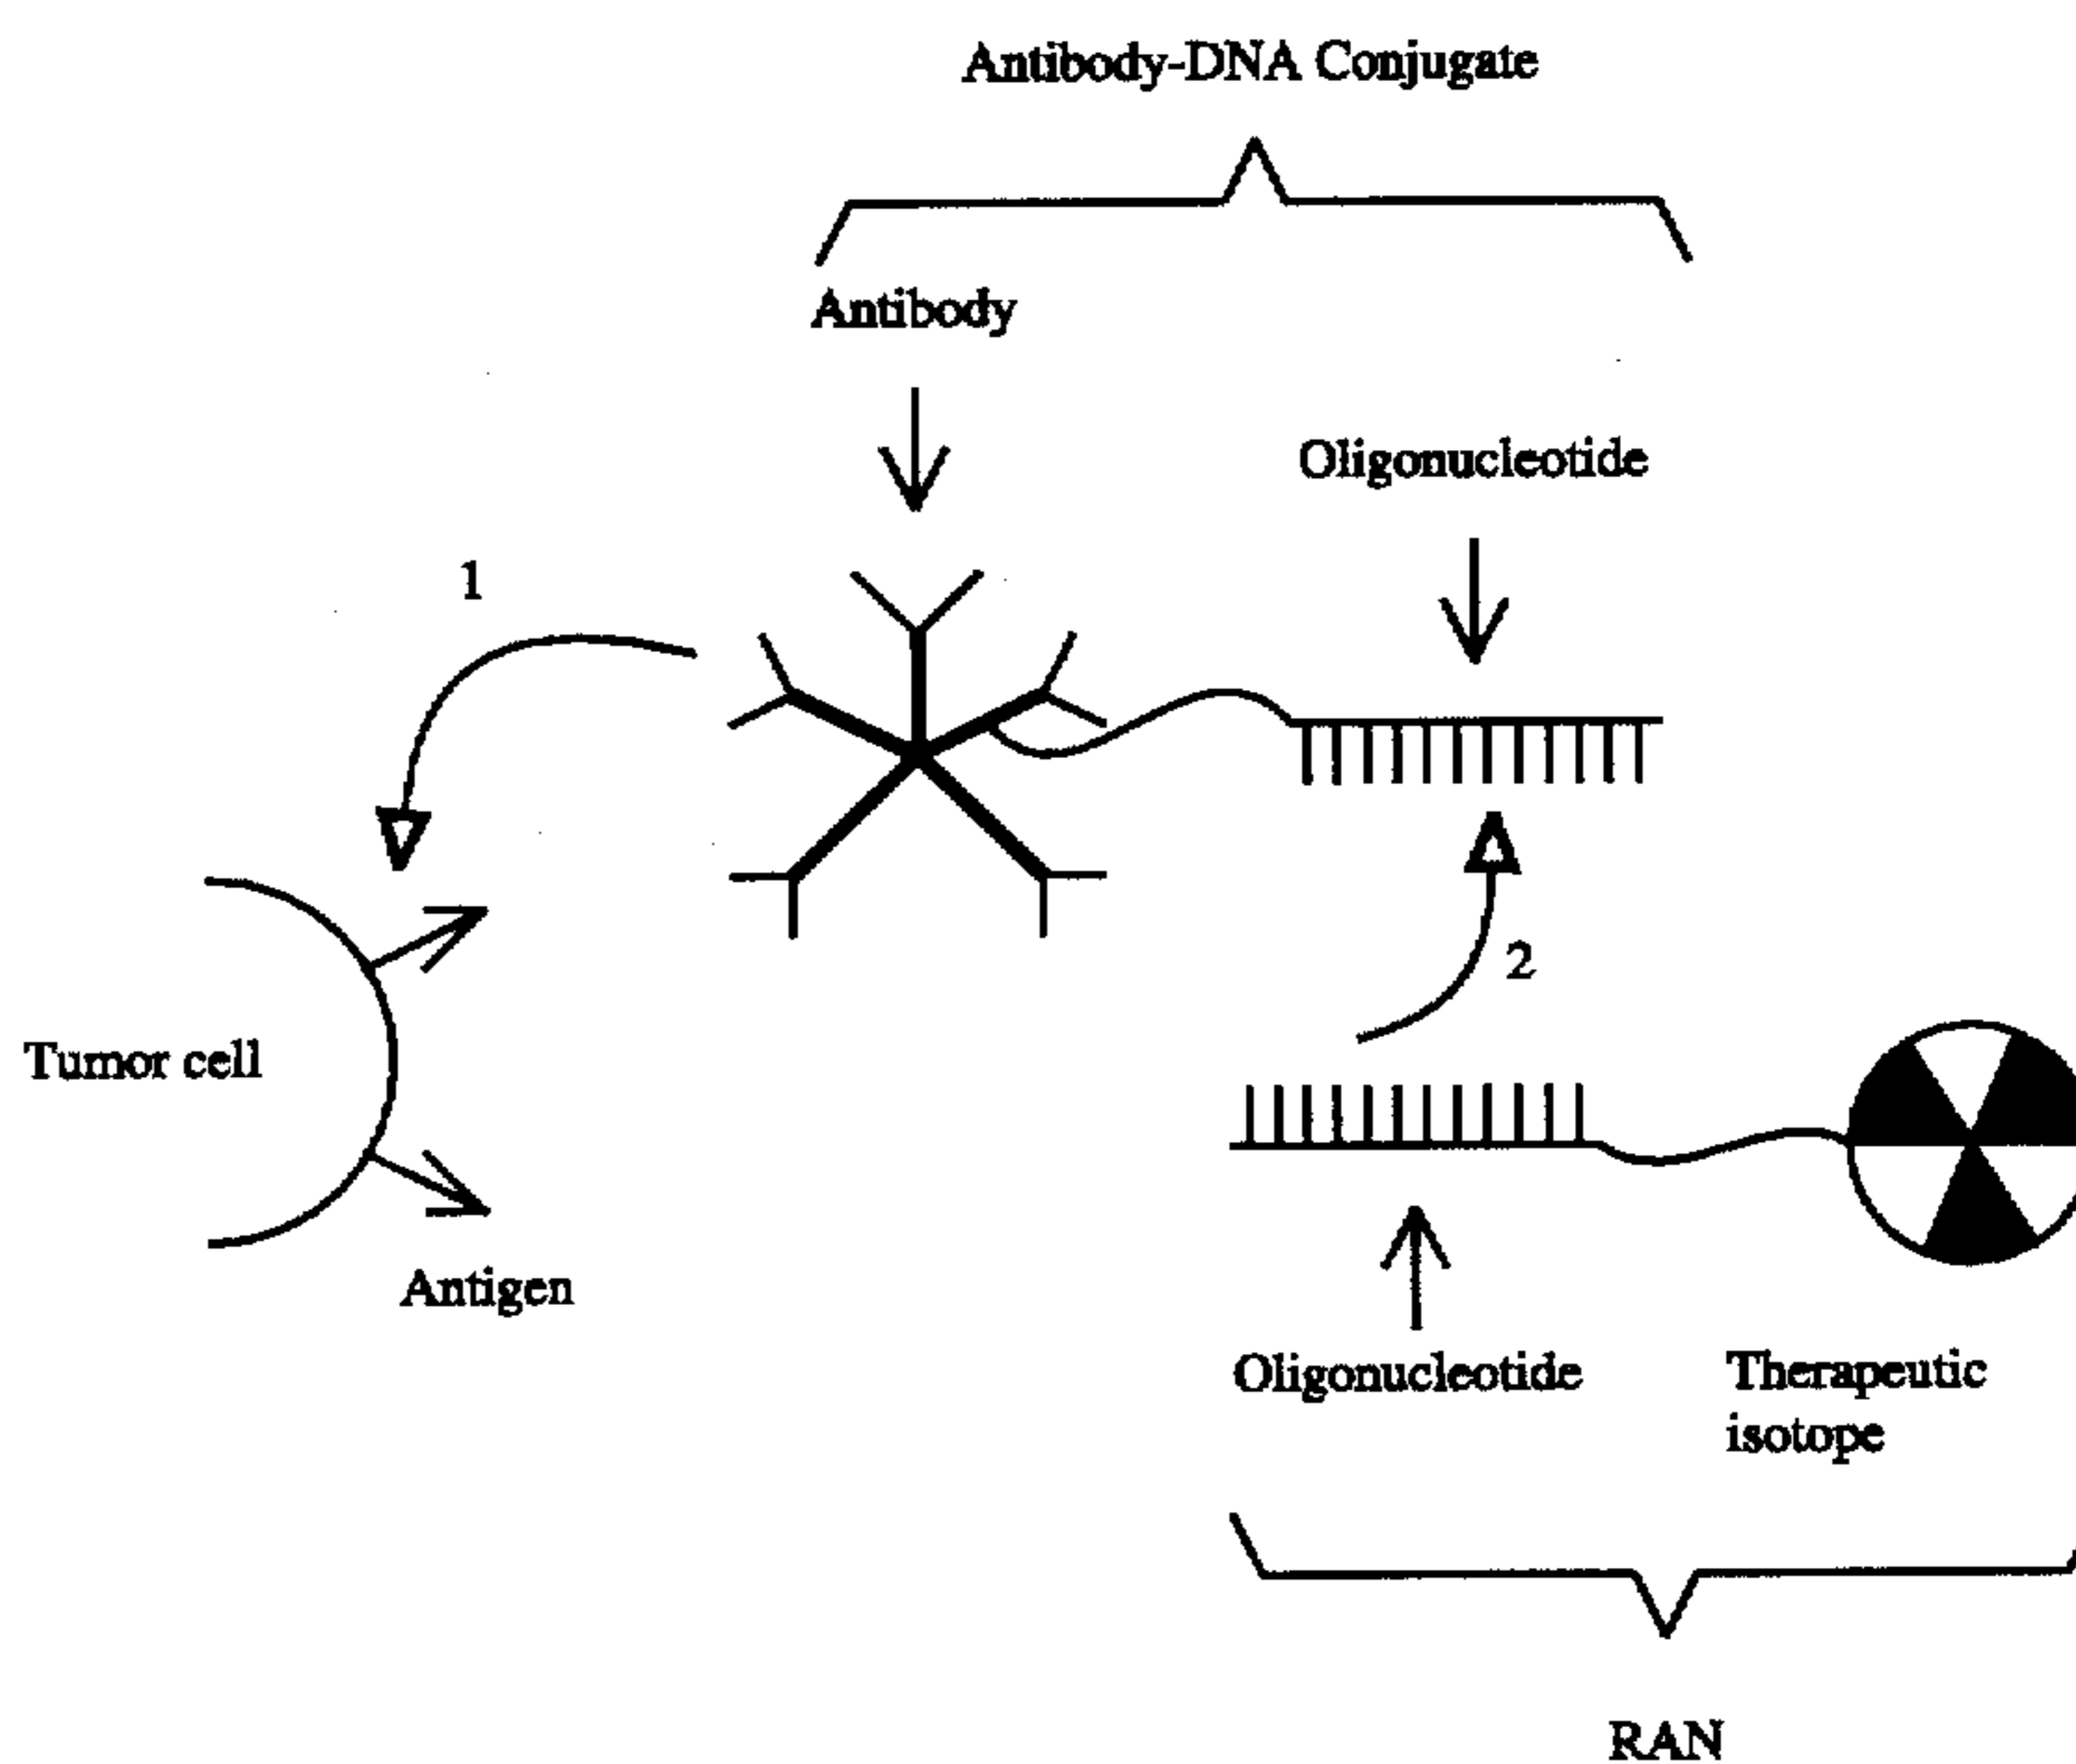 Antibody-DNA Conjugate
Antibody
Oligonucleotide
1
2
Tumor cell
Antigen
Oligonucleotide
Therapeutic
isotope
RAN